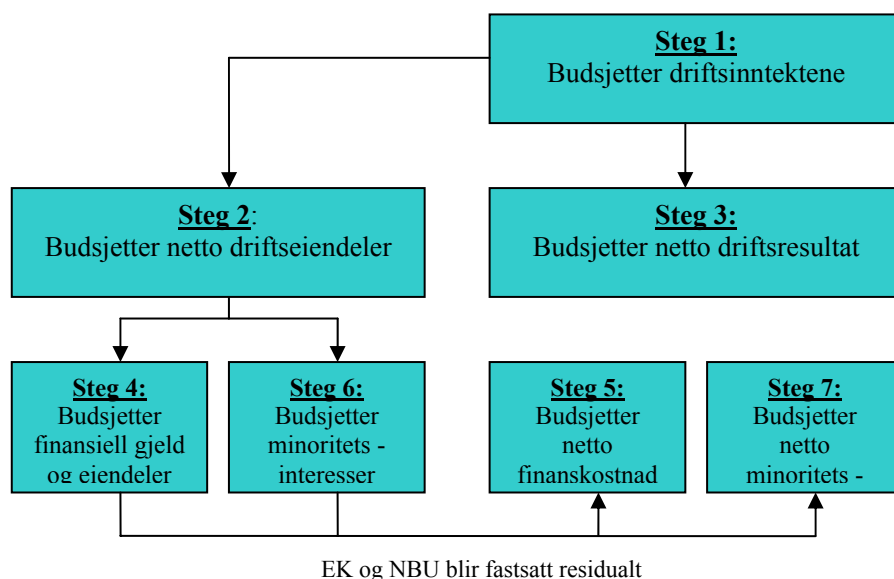 Steg 1:
Budsjetter driftsinntektene
Steg 2:
Budsjetter netto driftseiendeler
Steg 3:
Budsjetter netto driftsresultat
Steg 4:
Budsjetter
finansiell gjeld
og eiendeler
Steg 6:
Budsjetter
minoritets -
interesser
Steg 5:
Budsjetter
netto
finanskostnad
Steg 7:
Budsjetter
netto
minoritets -
EK og NBU blir fastsatt residualt